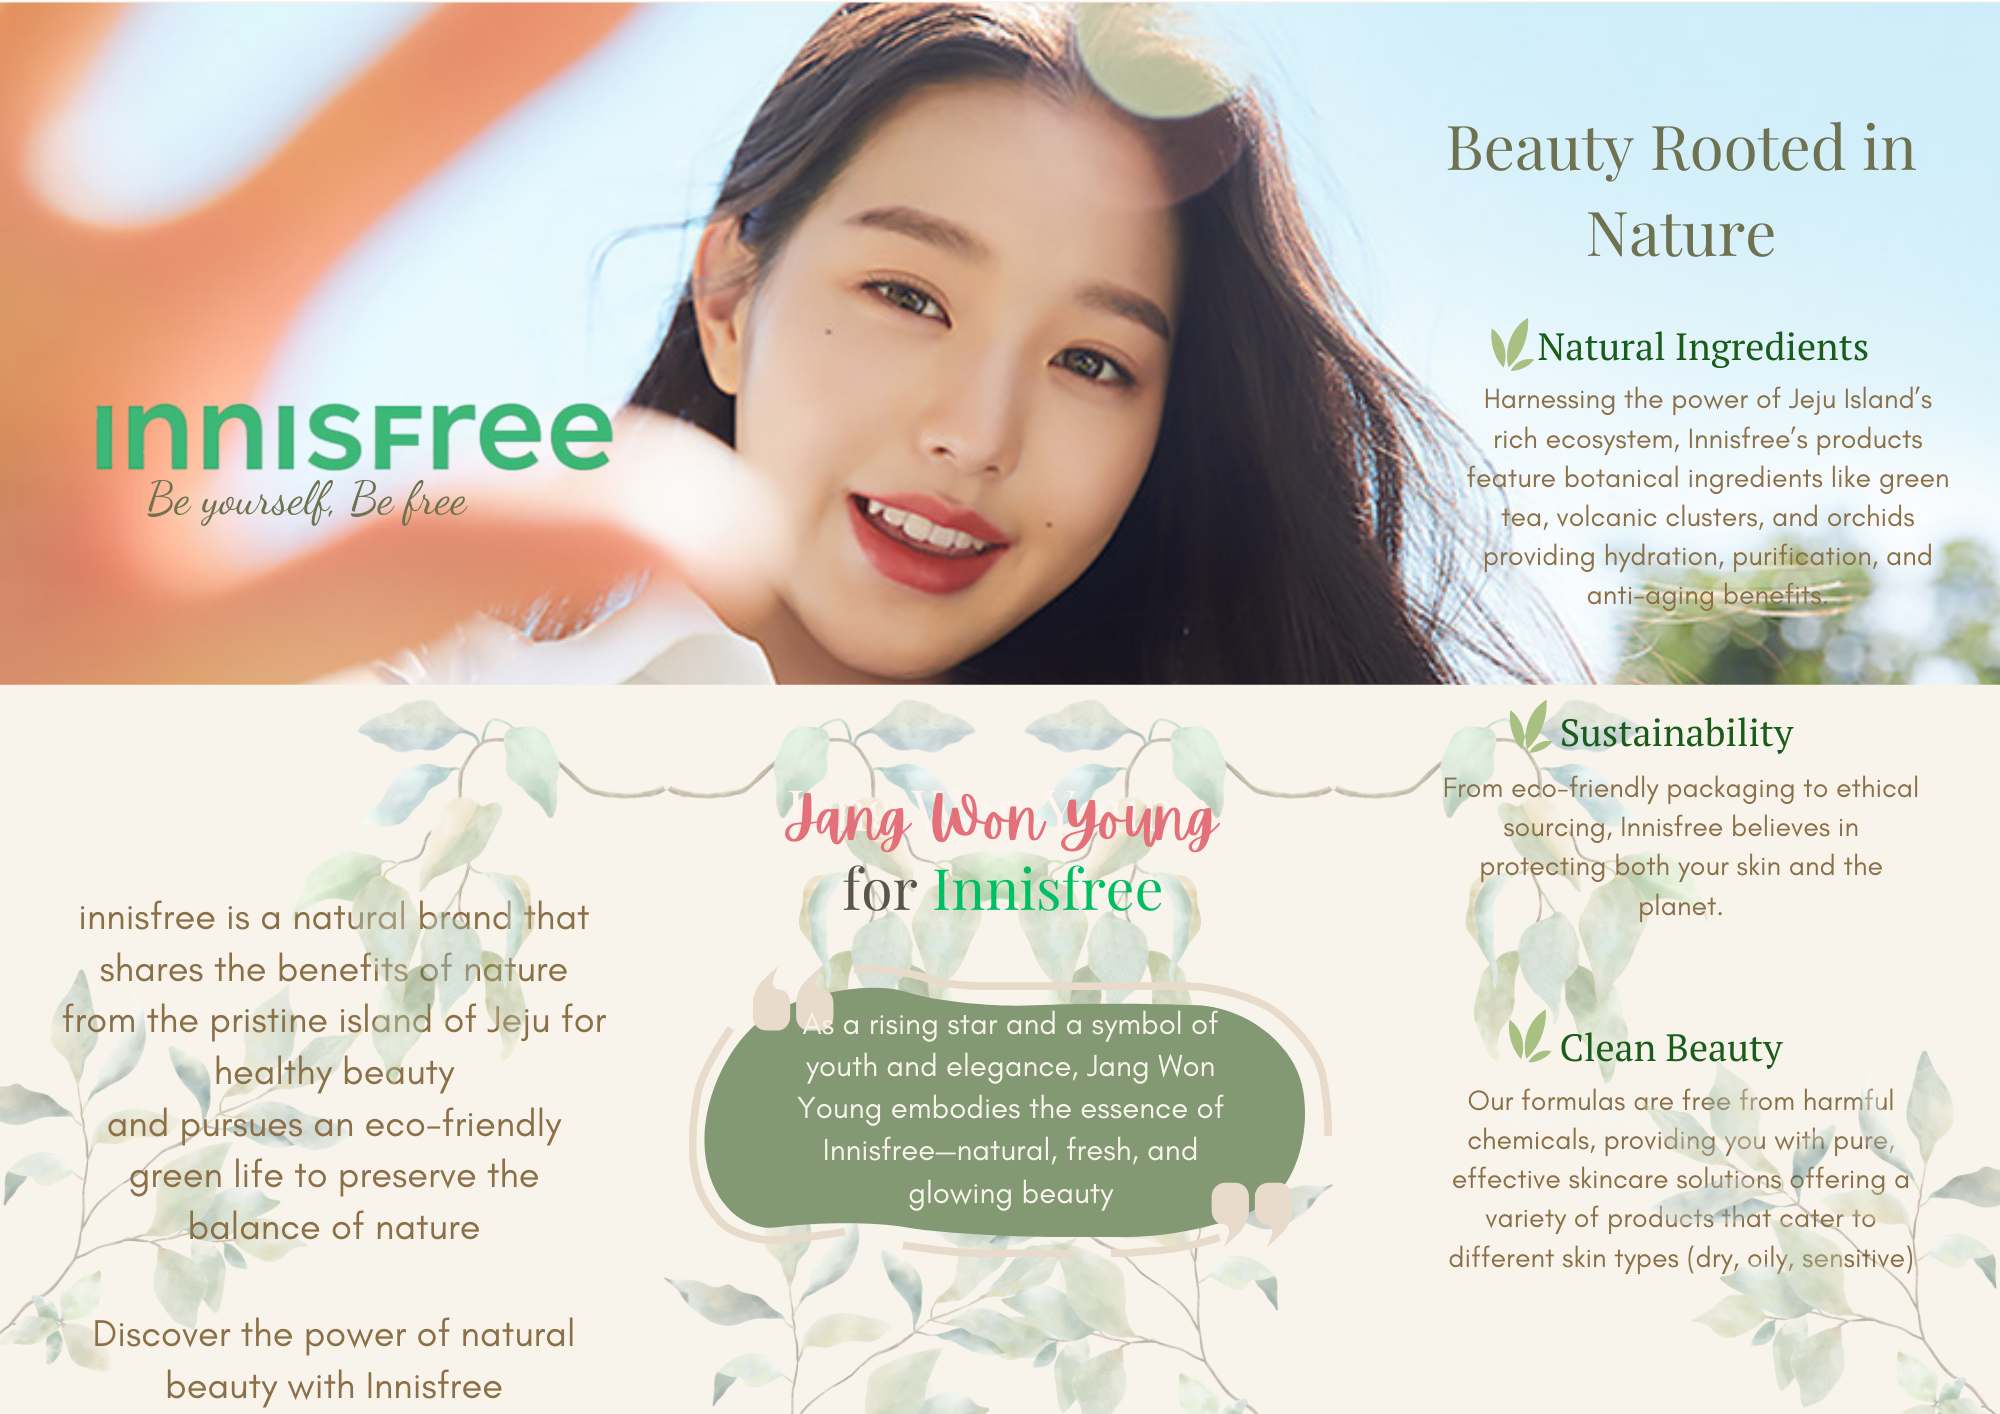 innisfree
Be yourself, Be free
innisfree is a natural brand that
shares the benefits of nature
from the pristine island of Jeju for
healthy beauty
and pursues an eco-friendly
green life to preserve the
balance of nature
Discover the power of natural
beauty with Innisfree
Jang Won Young
for Innisfree
As a rising star and a symbol of
youth and elegance, Jang Won
Young embodies the essence of
Innisfree—natural, fresh, and
glowing beauty
Beauty Rooted in
Nature
Natural Ingredients
Harnessing the power of Jeju Island’s
rich ecosystem, Innisfree’s products
feature botanical ingredients like green
tea, volcanic clusters, and orchids
providing hydration, purification, and
anti-aging benefits.
Sustainability
From eco-friendly packaging to ethical
sourcing, Innisfree believes in
protecting both your skin and the
planet.
Clean Beauty
Our formulas are free from harmful
chemicals, providing you with pure,
effective skincare solutions offering a
variety of products that cater to
different skin types (dry, oily, sensitive)